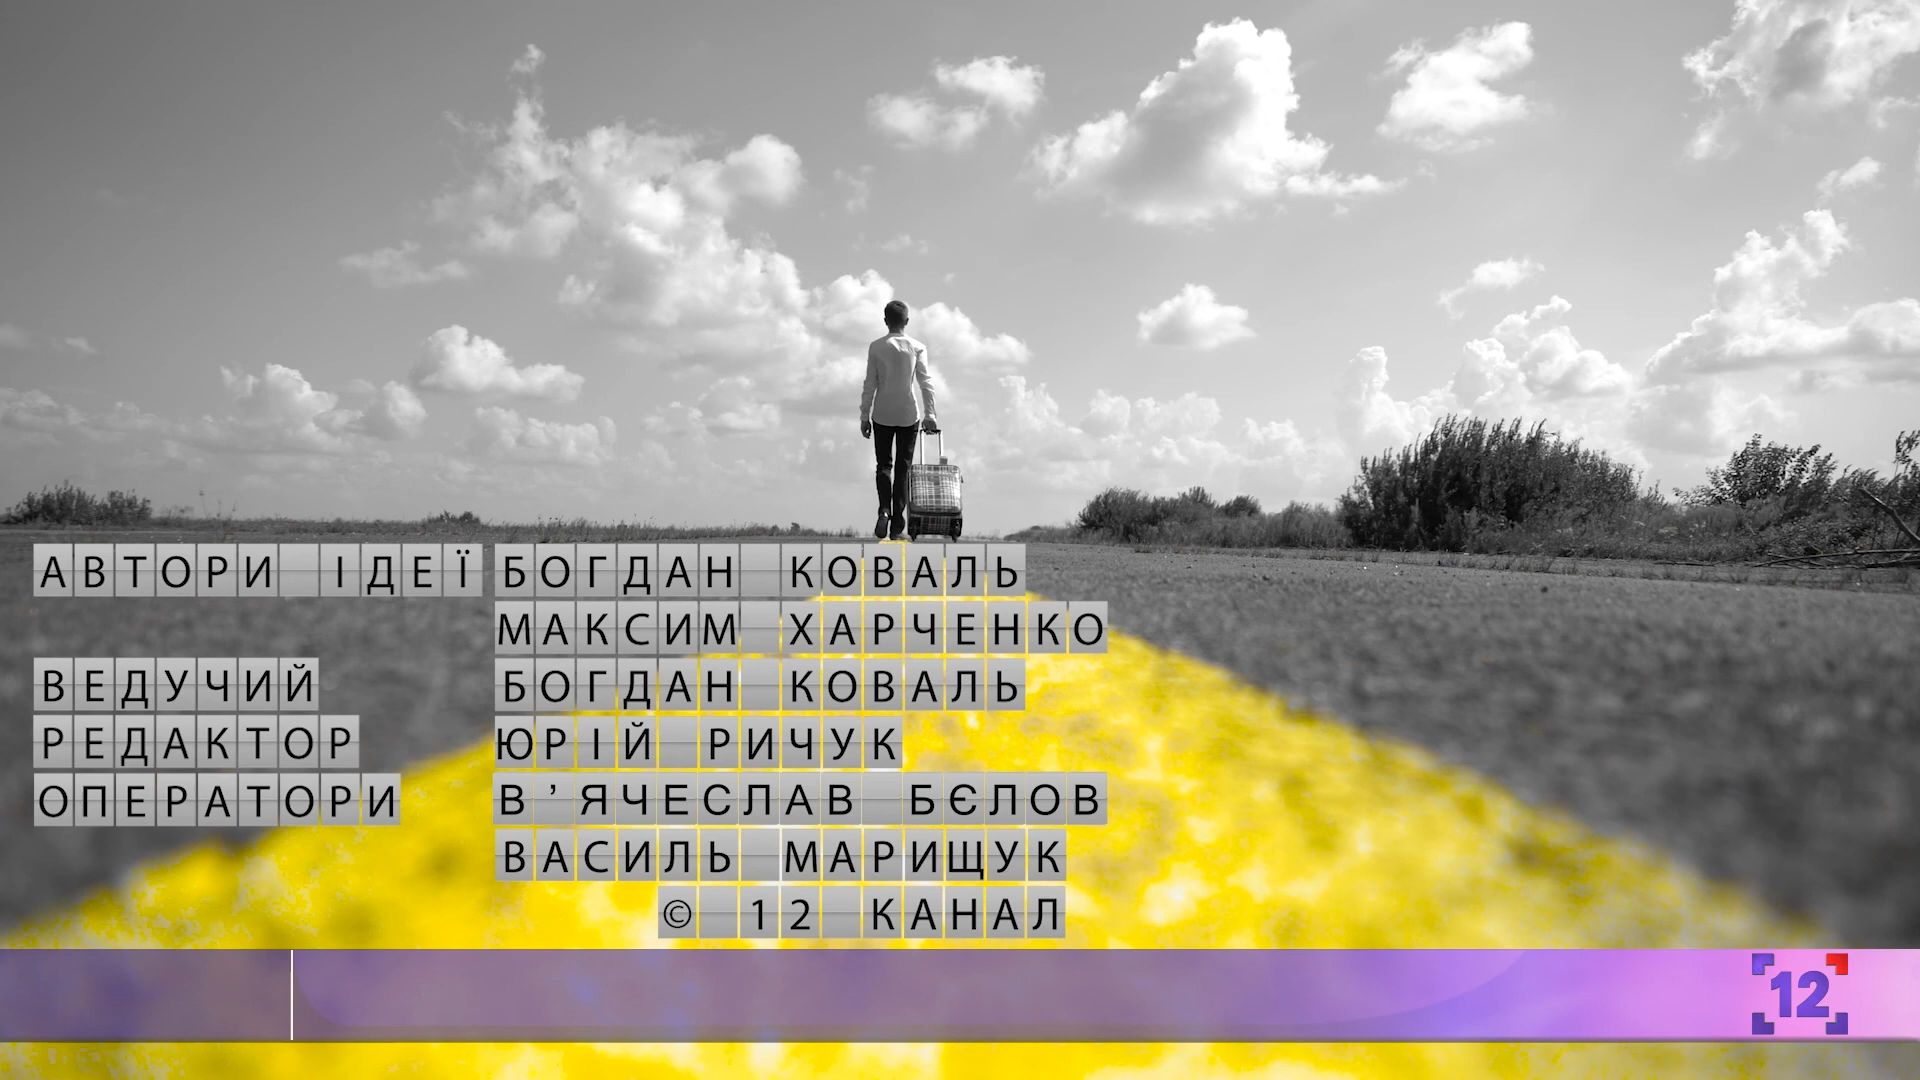 АВТОРИ ІДЕЇ БОГДАН КОВАЛЬ
МАКСИМ ХАРЧЕНКО
ВЕДУЧИЙ БОГДАН КОВАЛЬ
РЕДАКТОР ЮРІЙ РИЧУК
ОПЕРАТОРИ В’ЯЧЕСЛАВ БЄЛОВ
ВАСИЛЬ МАРИЩУК
© 12 КАНАЛ
12